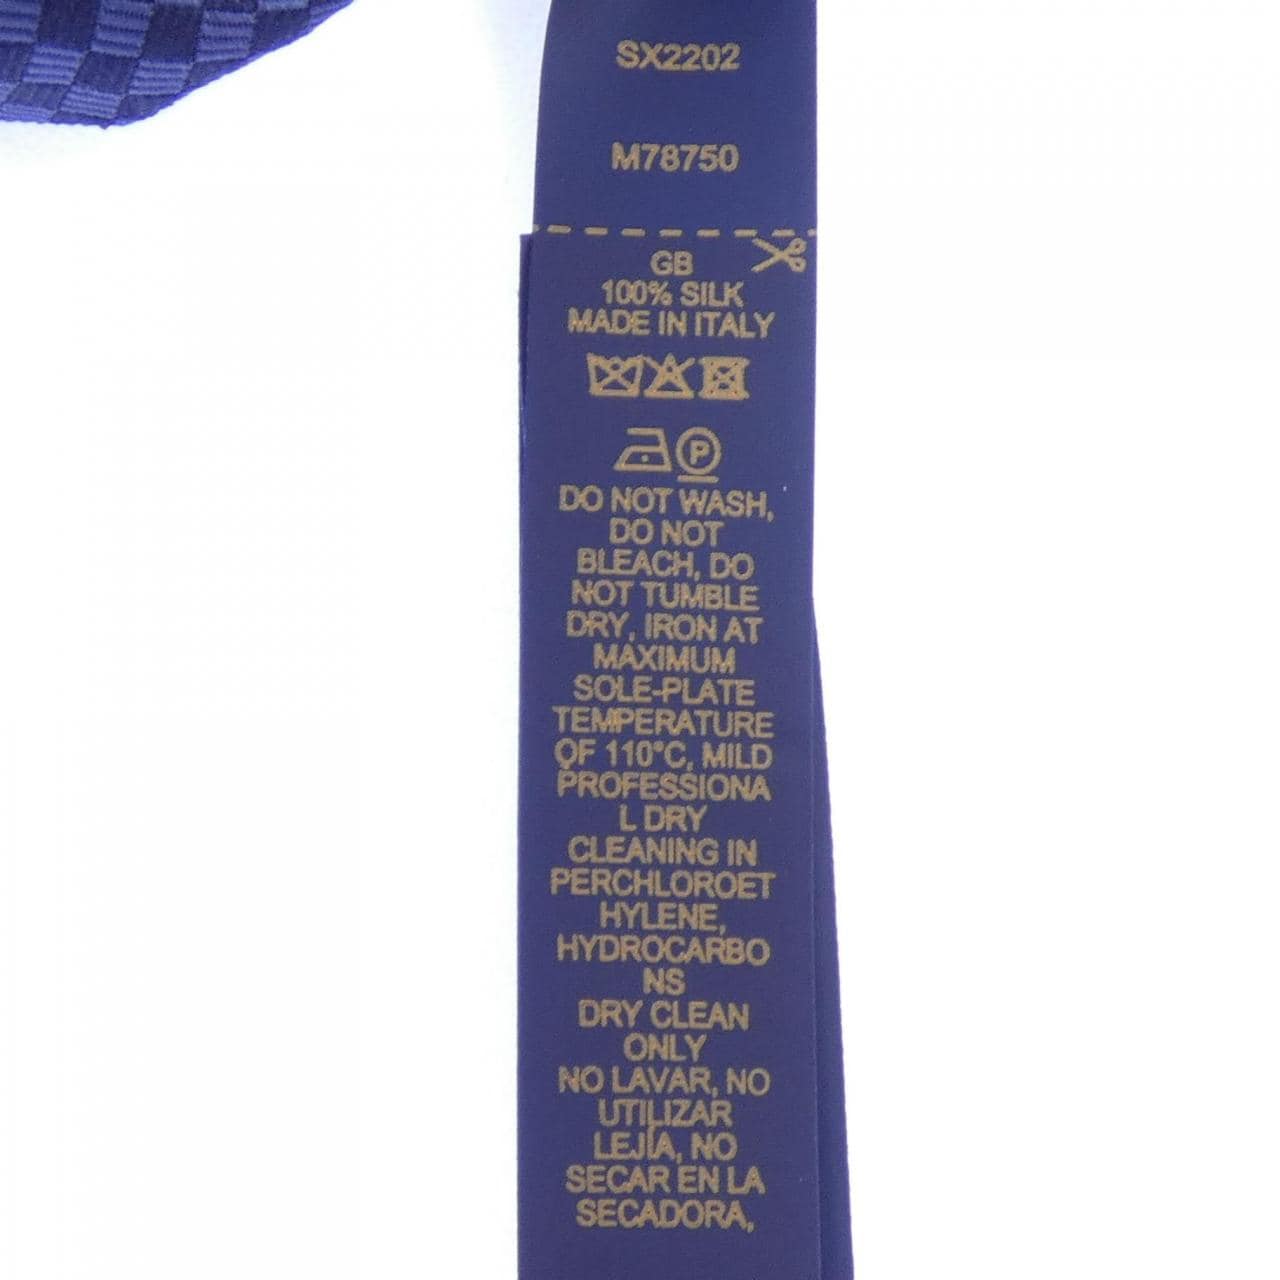 SX2202
M78750
GB
100% SILK
MADE IN ITALY
P
DO NOT WASH,
DO NOT
BLEACH, DO
NOT TUMBLE
DRY, IRON AT
MAXIMUM
SOLE-PLATE
TEMPERATURE
OF 110°C, MILD
PROFESSIONA
L DRY
CLEANING IN
PERCHLOROET
HYLENE,
HYDROCARBO
NS
DRY CLEAN
ONLY
NO LAVAR, NO
UTILIZAR
LEJÍA, NO
SECAR EN LA
SECADORA,